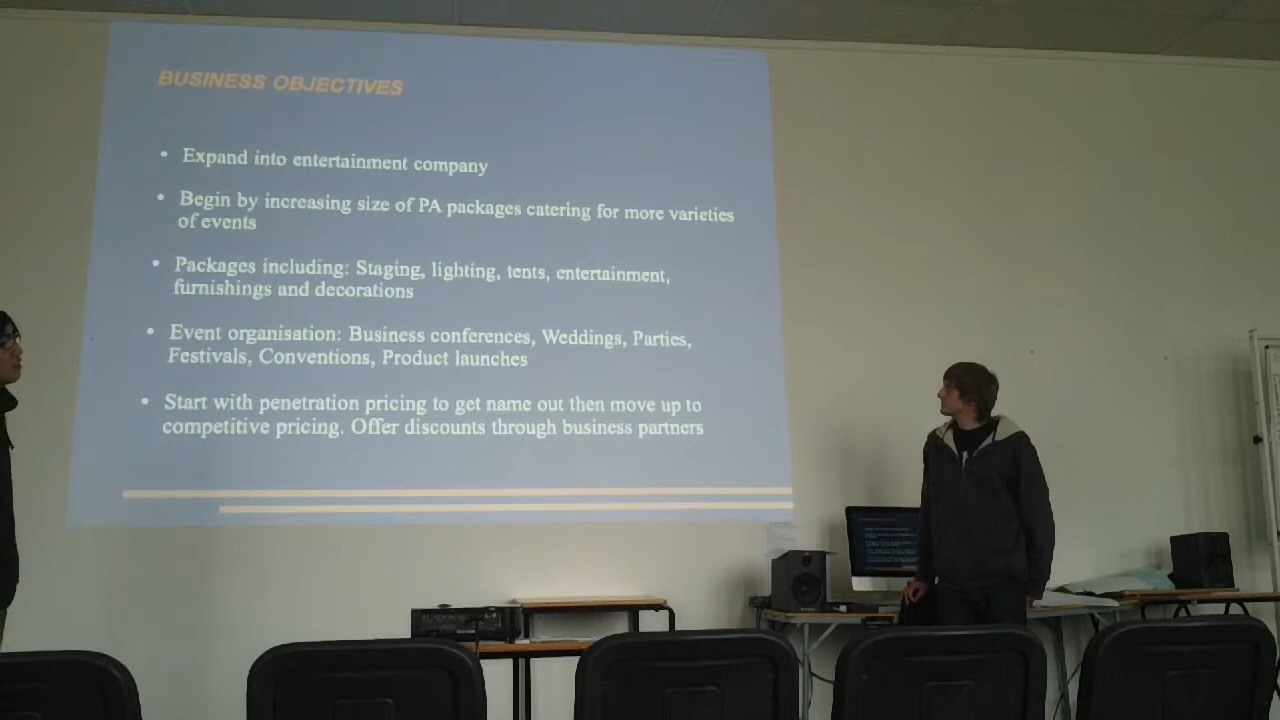 BUSINESS OBJECTIVES
• Expand into entertainment company
• Begin by increasing size of PA packages catering for more varieties
of events
• Packages including: Staging, lighting, tents, entertainment,
furnishings and decorations
• Event organisation: Business conferences, Weddings, Parties,
Festivals, Conventions, Product launches
• Start with penetration pricing to get name out then move up to
competitive pricing. Offer discounts through business partners